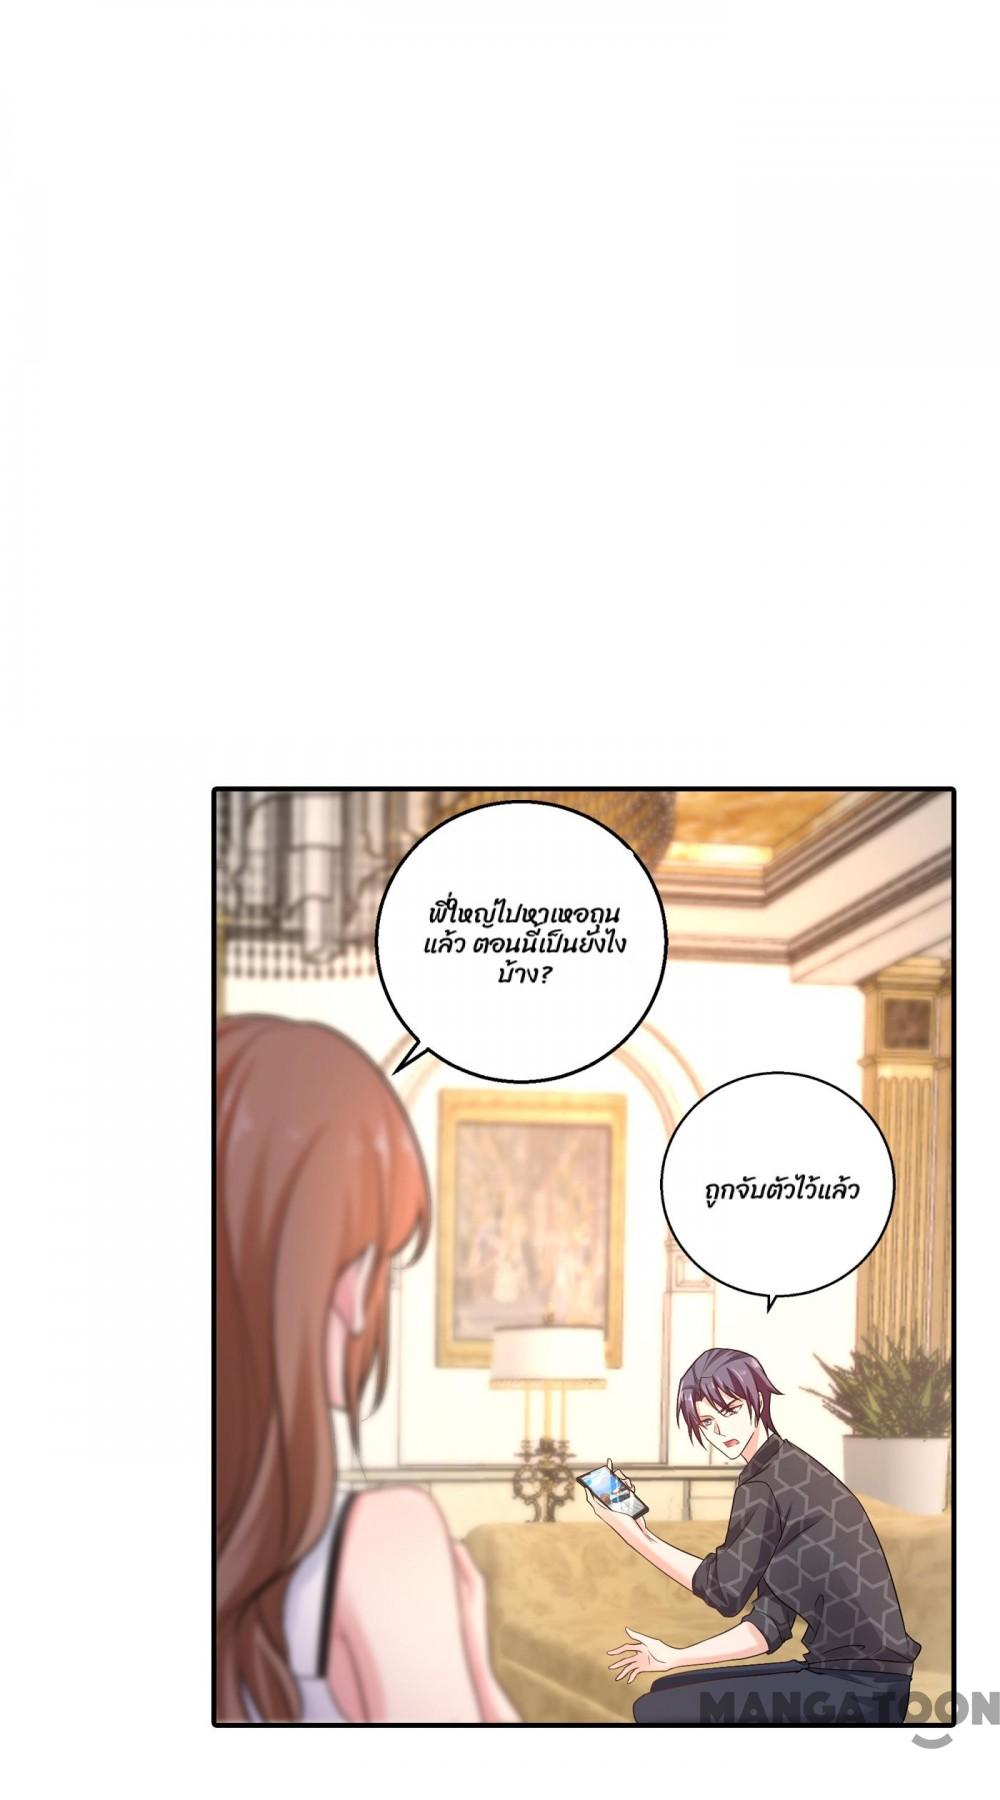 พี่ใหญ่ไปหาเหอถุน
แล้ว ตอนนี้เป็นยังไง
บ้าง?
ถูกจับตัวไว้แล้ว
MANGATOON